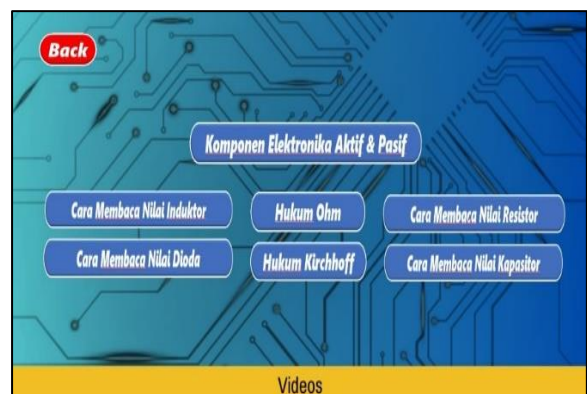 Back
Komponen Elektronika Aktif & Pasif
Cara Membaca Nilai Induktor
Hukum Ohm
Cara Membaca Nilai Resistor
Cara Membaca Nilai Dioda
Hukum Kirchhoff
Cara Membaca Nilai Kapasitor
Videos